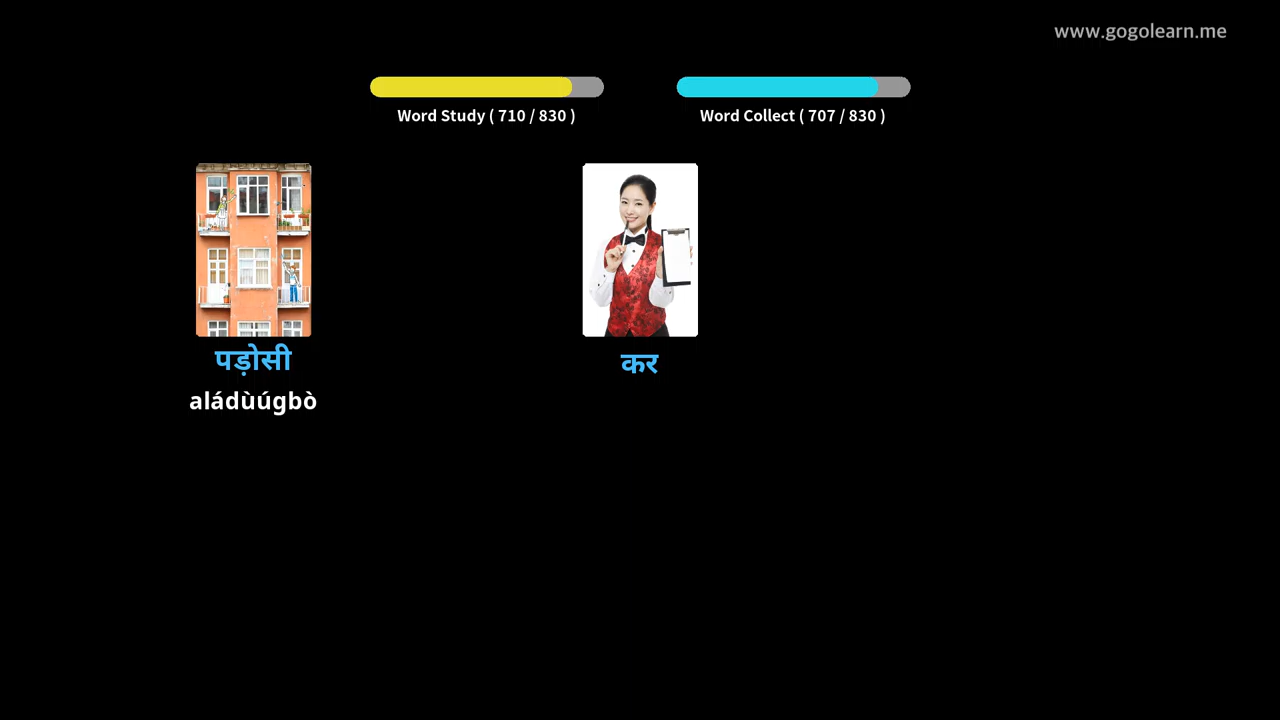 www.gogolearn.me
Word Study ( 710 / 830 )
Word Collect ( 707 / 830 )
पड़ोसी
कर
aládùúgbò